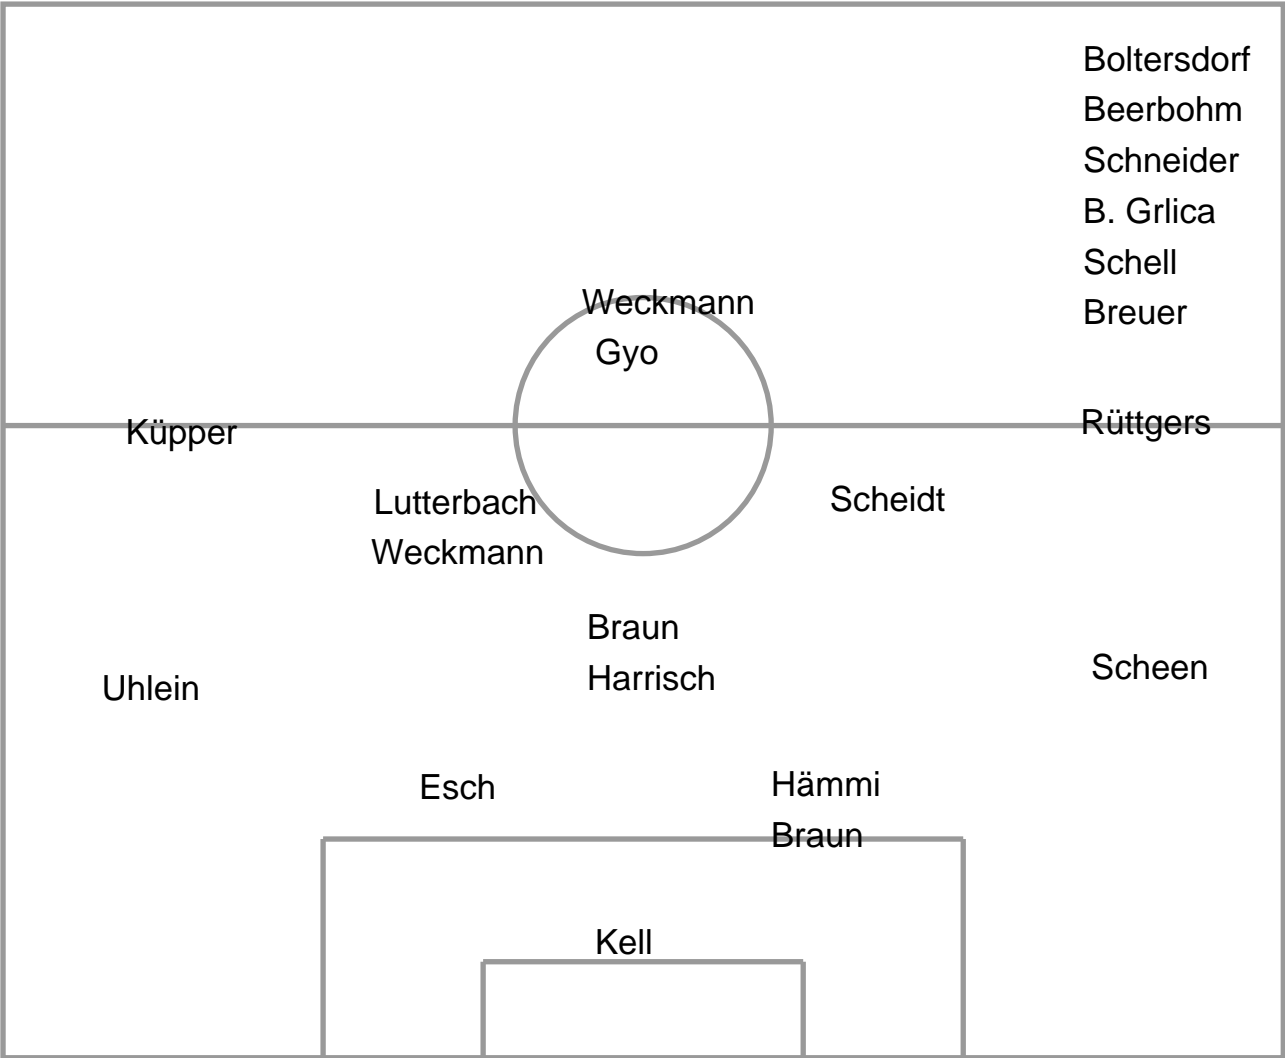 Boltersdorf
Beerbohm
Schneider
B. Grlica
Schell
Breuer
Weckmann
Gyo
Küpper
Rüttgers
Lutterbach
Weckmann
Scheidt
Braun
Harrisch
Uhlein
Scheen
Esch
Hämmi
Braun
Kell